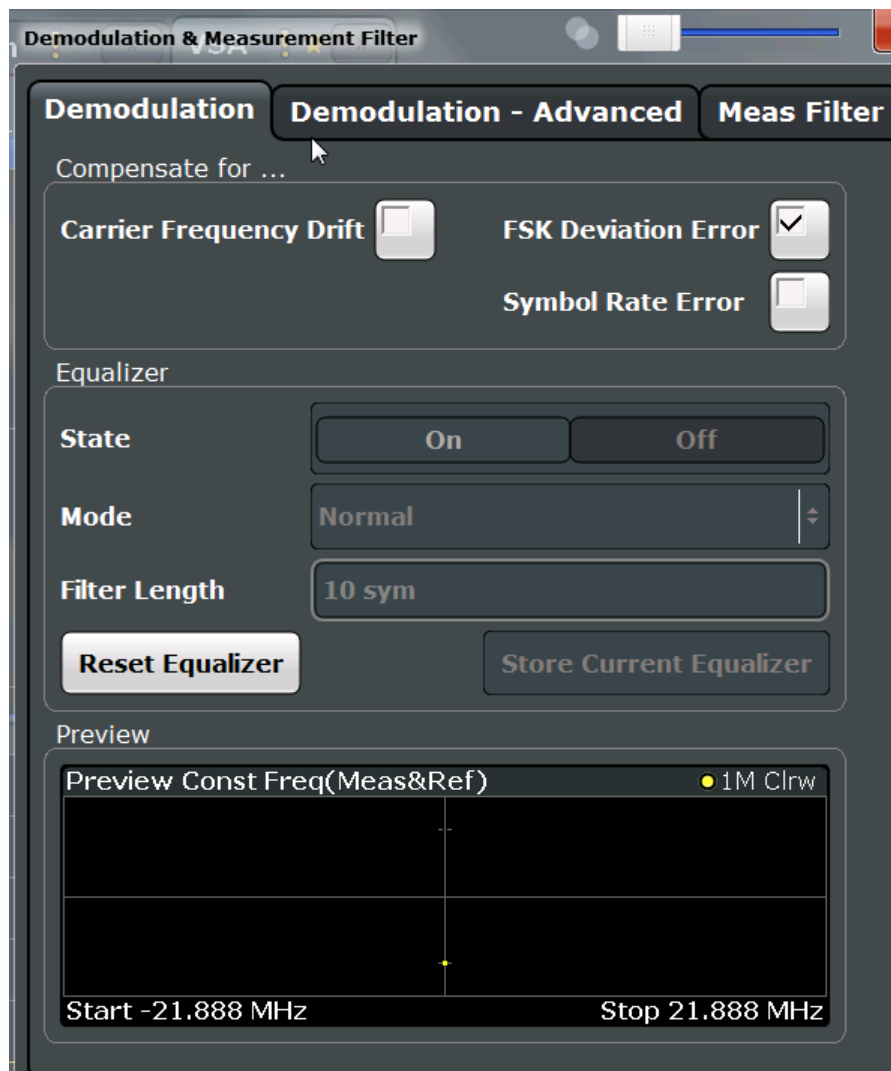 Demodulation & Measurement Filter
VSA
Demodulation
Demodulation - Advanced
Meas Filter
Compensate for ...
Carrier Frequency Drift
FSK Deviation Error
Symbol Rate Error
Equalizer
State
On
Off
Mode
Normal
Filter Length
10 sym
Reset Equalizer
Store Current Equalizer
Preview
Preview Const Freq(Meas&Ref)
1M Clrw
Start -21.888 MHz
Stop 21.888 MHz